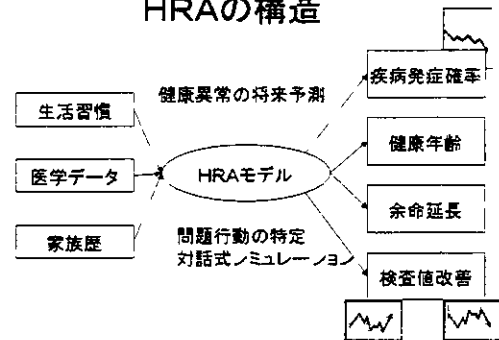 HRAの構造
疾病発症確率
健康異常の将来予測
生活習慣
健康年齢
医学データ
HRAモデル
余命延長
家族歴
問題行動の特定
対話式シミュレーション
検査値改善